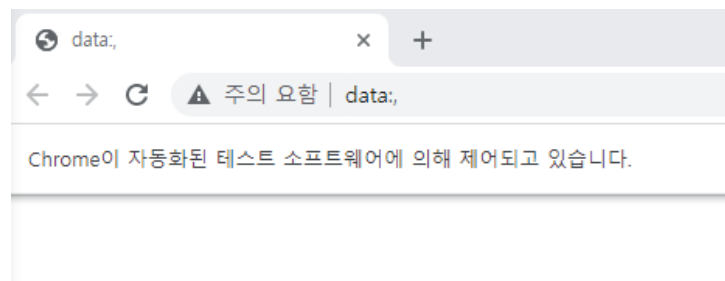 data:,
주의 요함 | data:,
Chrome이 자동화된 테스트 소프트웨어에 의해 제어되고 있습니다.